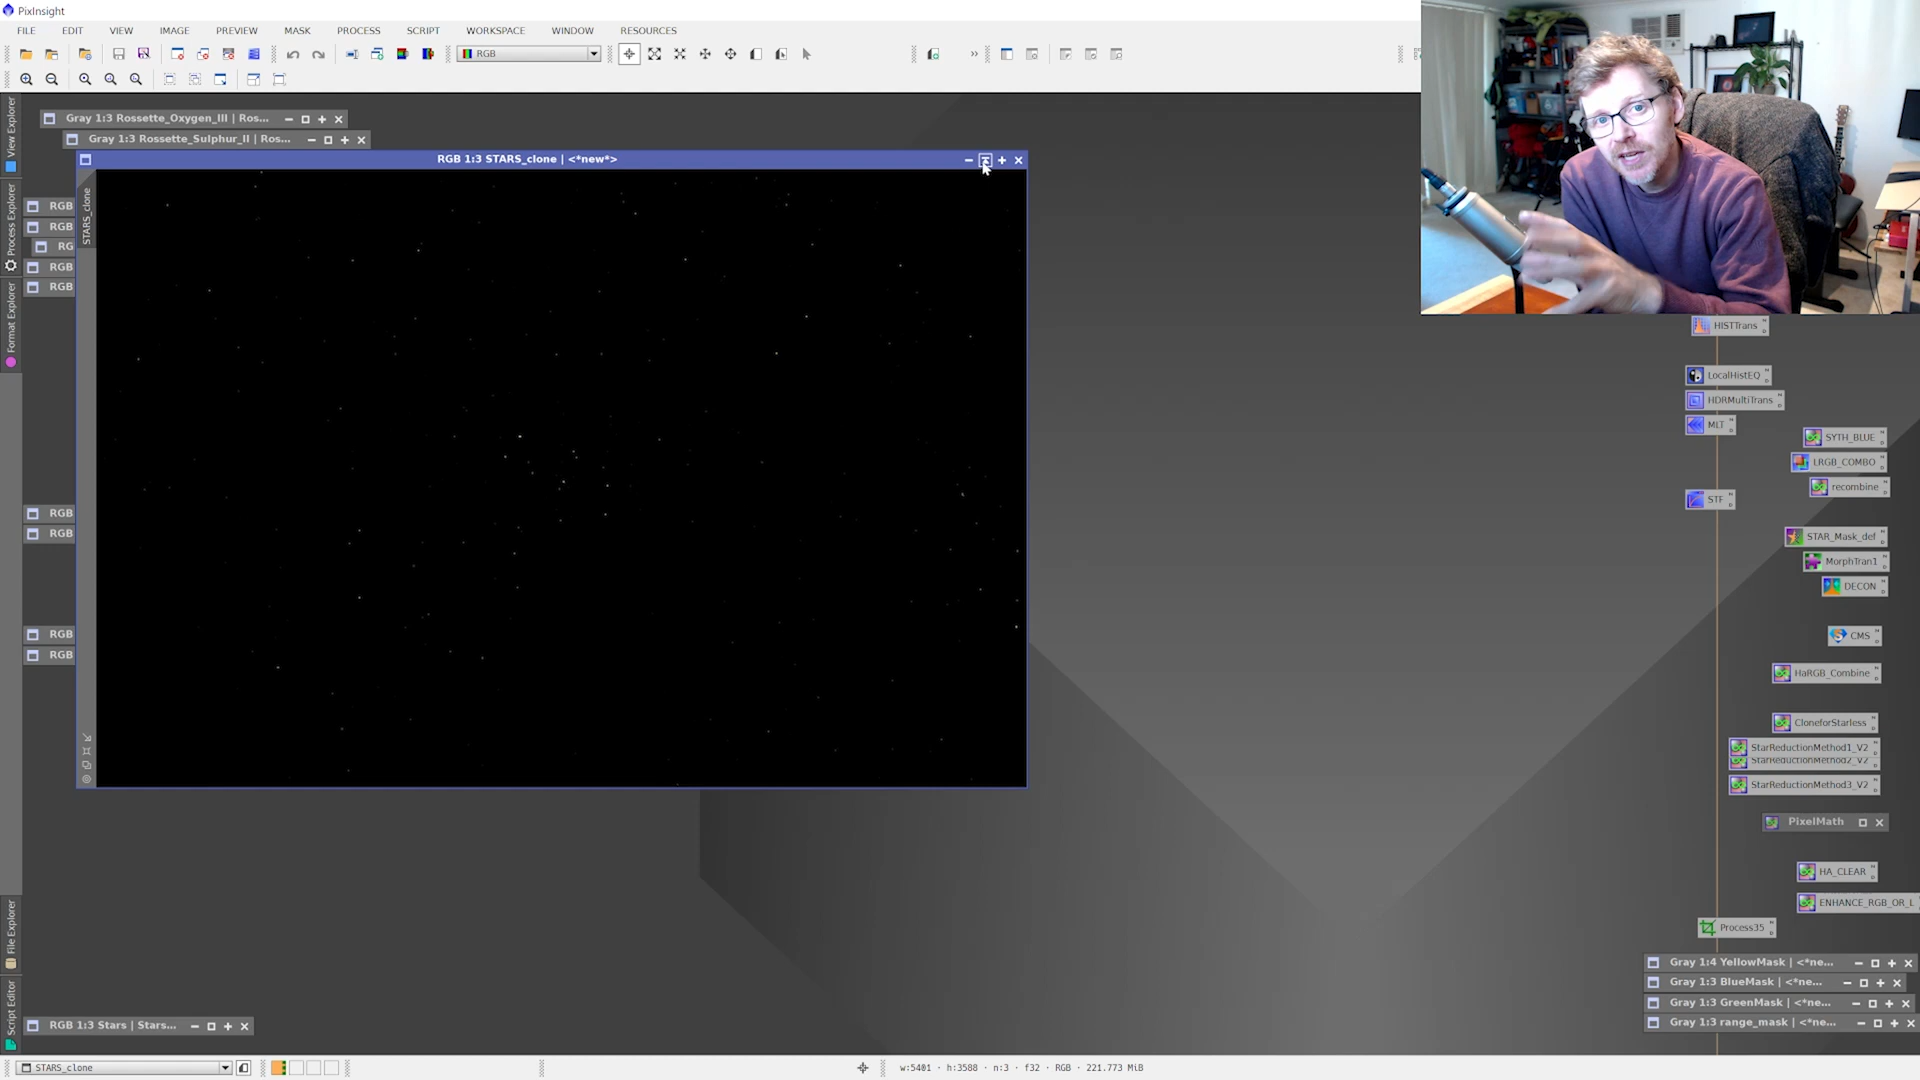 PixInsight
FILE EDIT VIEW IMAGE PREVIEW MASK PROCESS SCRIPT WORKSPACE WINDOW RESOURCES
RGB
View Explorer
Process Explorer
Format Explorer
File Explorer
Script Editor
Gray 1:3 Rossette_Oxygen_III | Ros...
Gray 1:3 Rossette_Sulphur_II | Ros...
RGB 1:3 STARS_clone | <*new*>
STARS_clone
RGB
RGB
RG
RGB
RGB
RGB
RGB
RGB
RGB
RGB 1:3 Stars | Stars...
HISTTrans
LocalHistEQ
HDRMultiTrans
MLT
SYTH_BLUE
LRGB_COMBO
recombine
STF
STAR_Mask_def
MorphTran1
DECON
CMS
HaRGB_Combine
CloneforStarless
StarReductionMethod1_V2
StarReductionMethod2_V2
StarReductionMethod3_V2
PixelMath
HA_CLEAR
ENHANCE_RGB_OR_L
Process35
Gray 1:4 YellowMask | <*ne...
Gray 1:3 BlueMask | <*ne...
Gray 1:3 GreenMask | <*ne...
Gray 1:3 range_mask | <*ne...
STARS_clone
w:5401 · h:3588 · n:3 · f32 · RGB · 221.773 MiB